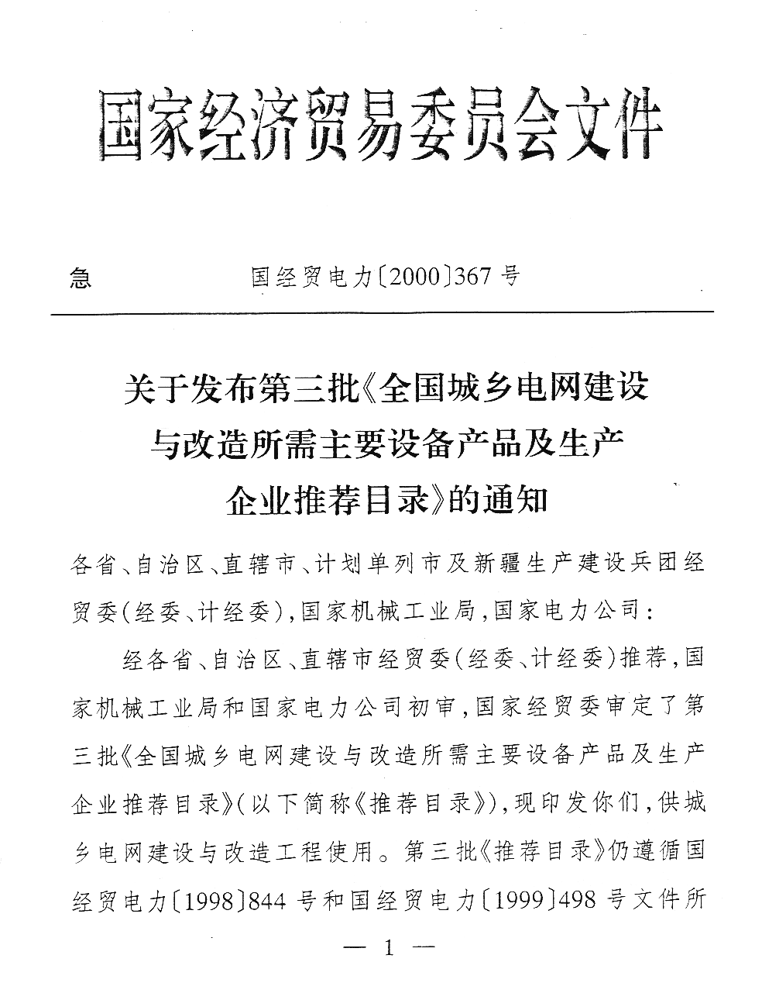 国家经济贸易委员会文件
急 国经贸电力〔2000〕367 号
关于发布第三批《全国城乡电网建设
与改造所需主要设备产品及生产
企业推荐目录》的通知
各省、自治区、直辖市、计划单列市及新疆生产建设兵团经
贸委(经委、计经委),国家机械工业局,国家电力公司:
经各省、自治区、直辖市经贸委(经委、计经委)推荐,国
家机械工业局和国家电力公司初审,国家经贸委审定了第
三批《全国城乡电网建设与改造所需主要设备产品及生产
企业推荐目录》(以下简称《推荐目录》),现印发你们,供城
乡电网建设与改造工程使用。第三批《推荐目录》仍遵循国
经贸电力〔1998〕844 号和国经贸电力〔1999〕498 号文件所
— 1 —